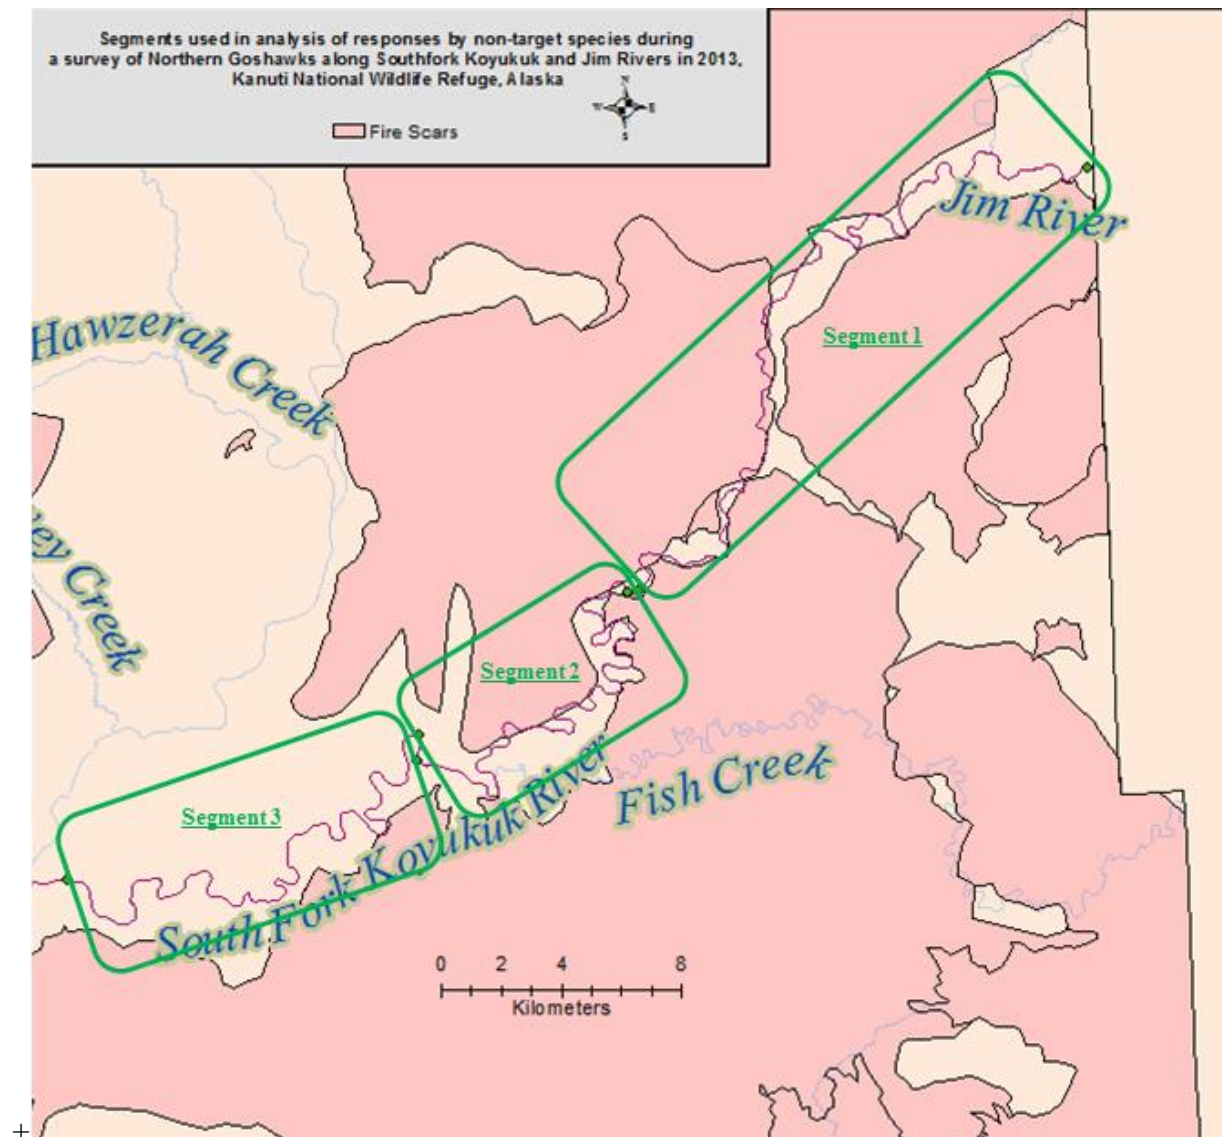 Segments used in analysis of responses by non-target species during
a survey of Northern Goshawks along Southfork Koyukuk and Jim Rivers in 2013,
Kanuti National Wildlife Refuge, Alaska
N
W E
S
Fire Scars
Jim River
Hawzerah Creek
Segment 1
ey Creek
Segment 2
Fish Creek
Segment 3
South Fork Koyukuk River
0 2 4 8
Kilometers